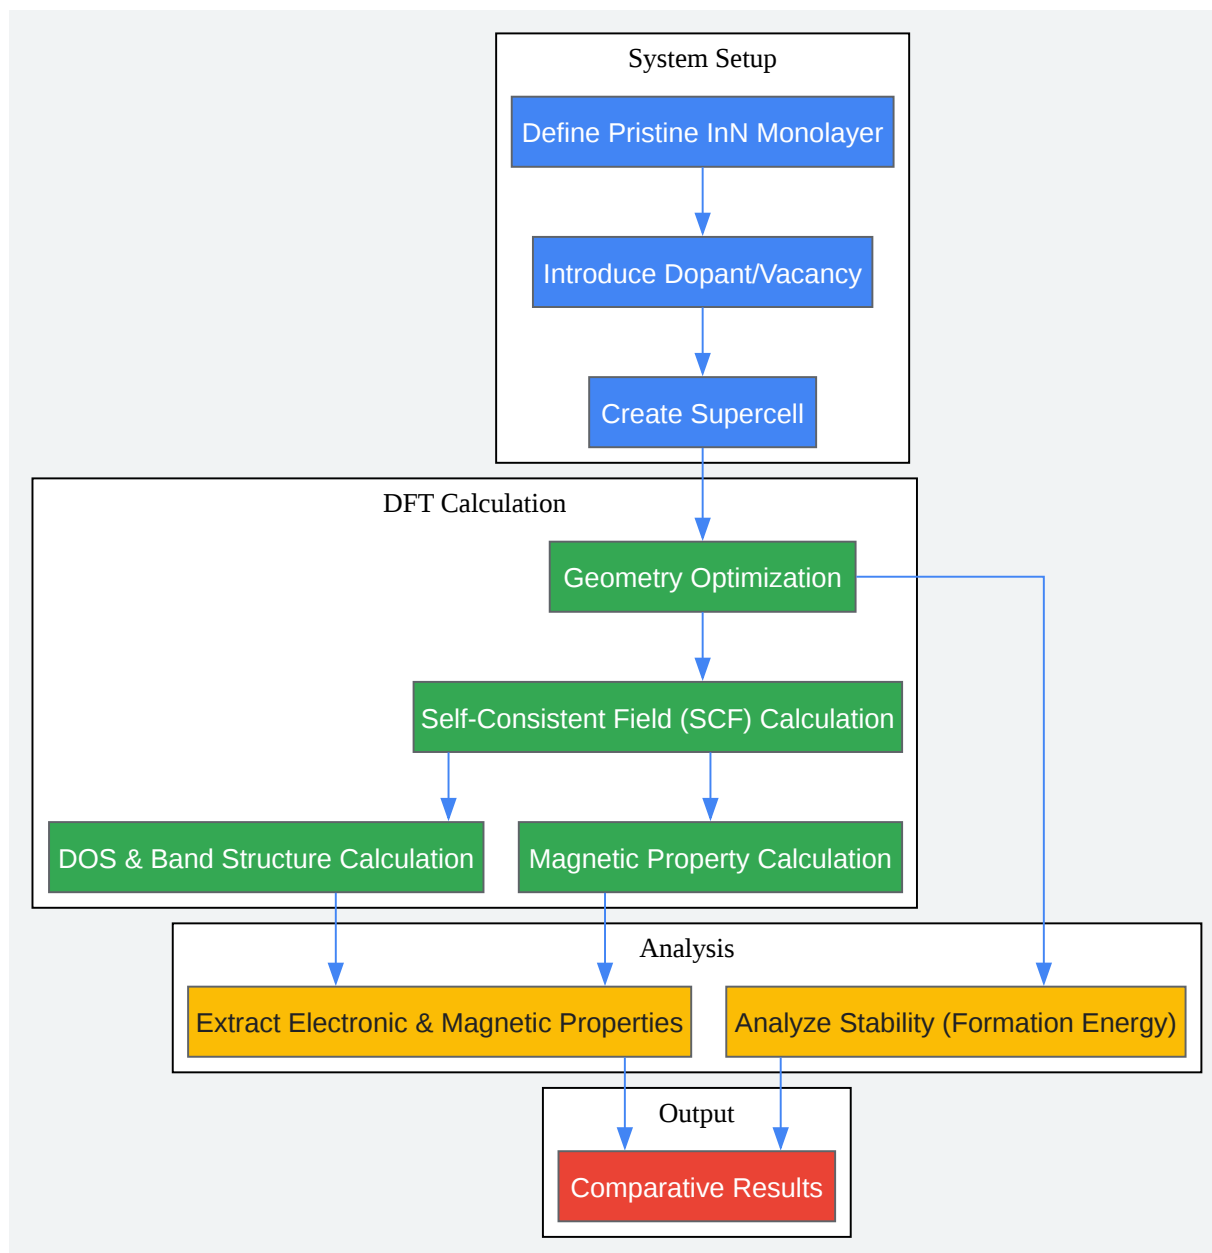 System Setup
Define Pristine InN Monolayer
Introduce Dopant/Vacancy
Create Supercell
DFT Calculation
Geometry Optimization
Self-Consistent Field (SCF) Calculation
DOS & Band Structure Calculation
Magnetic Property Calculation
Analysis
Extract Electronic & Magnetic Properties
Analyze Stability (Formation Energy)
Output
Comparative Results